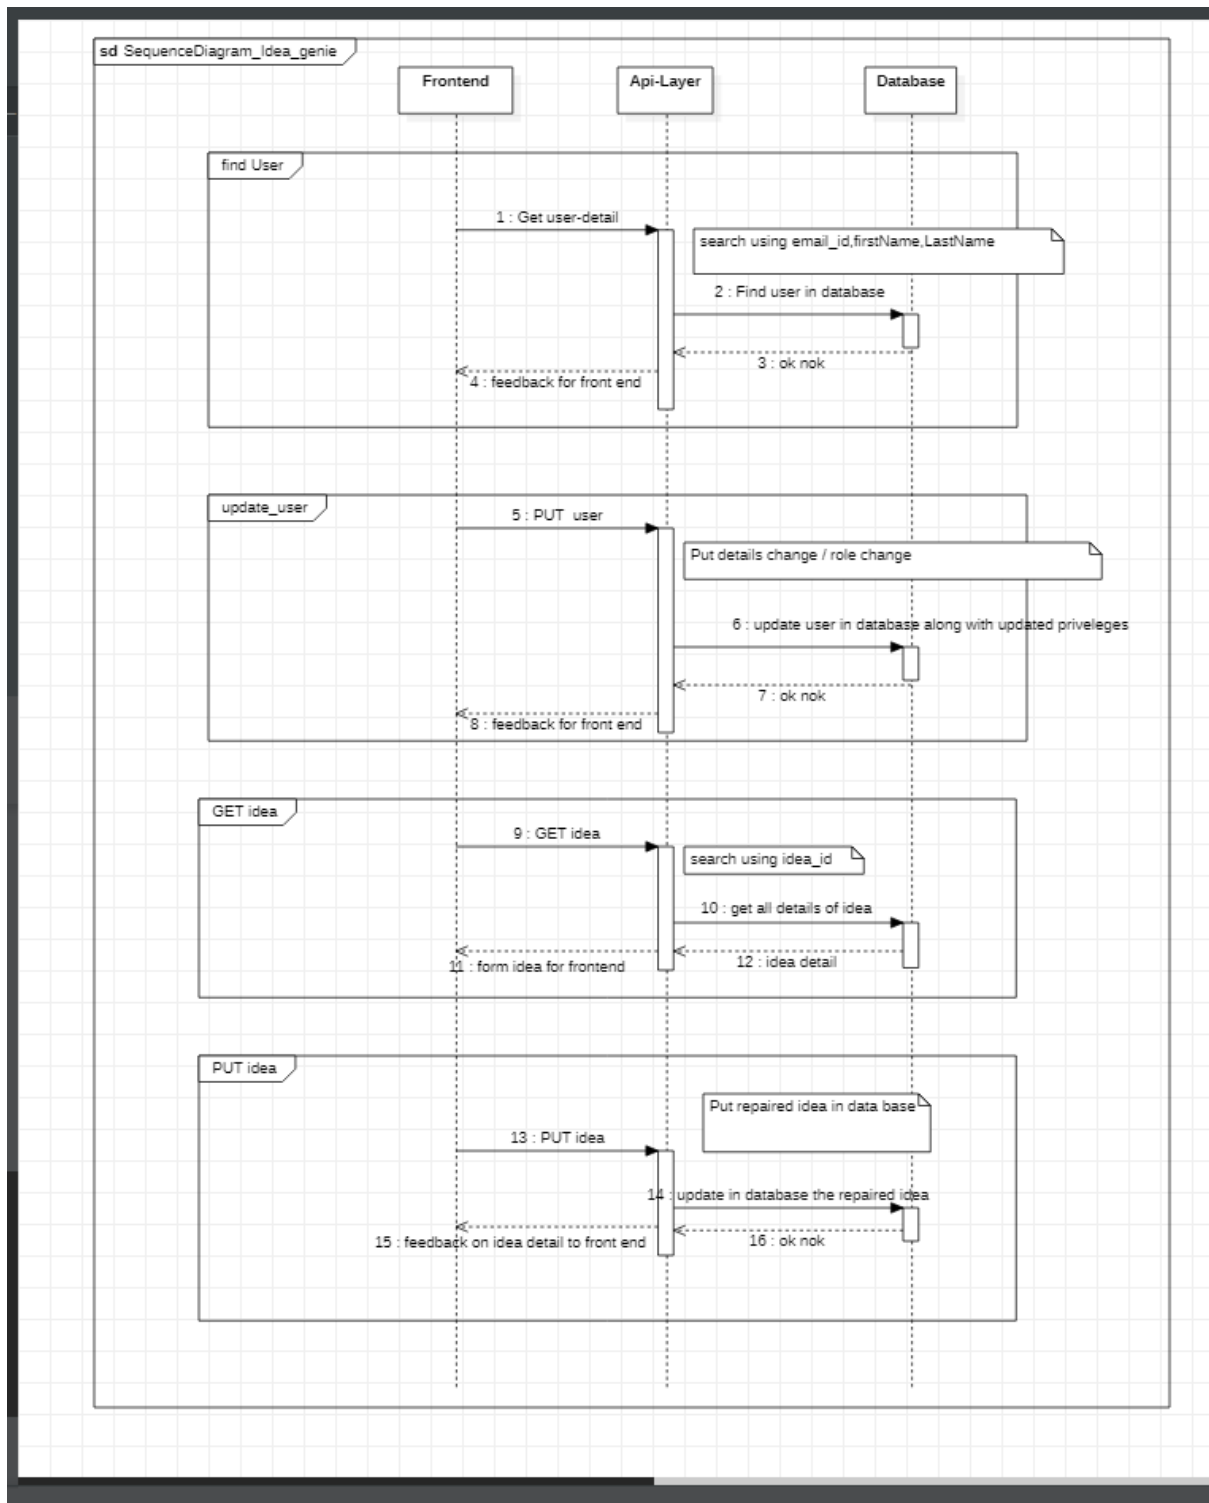 sd SequenceDiagram_Idea_genie
Frontend
Api-Layer
Database
find User
1 : Get user-detail
search using email_id,firstName,LastName
2 : Find user in database
3 : ok nok
4 : feedback for front end
update_user
5 : PUT  user
Put details change / role change
6 : update user in database along with updated priveleges
7 : ok nok
8 : feedback for front end
GET idea
9 : GET idea
search using idea_id
10 : get all details of idea
11 : form idea for frontend
12 : idea detail
PUT idea
Put repaired idea in data base
13 : PUT idea
14 : update in database the repaired idea
15 : feedback on idea detail to front end
16 : ok nok